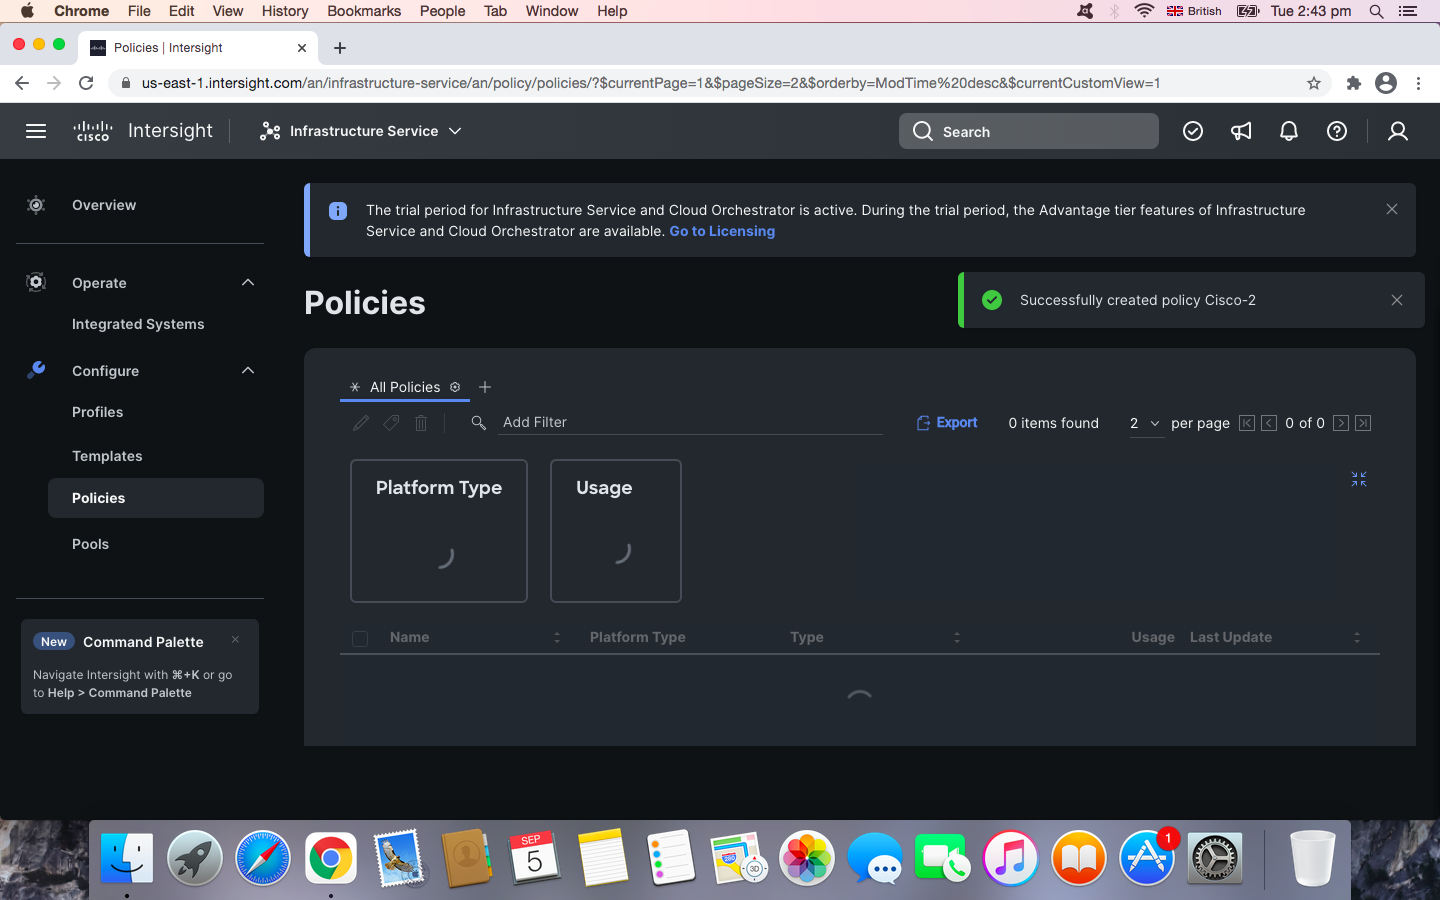 Chrome File Edit View History Bookmarks People Tab Window Help British Tue 2:43 pm
Policies | Intersight
us-east-1.intersight.com/an/infrastructure-service/an/policy/policies/?$currentPage=1&$pageSize=2&$orderby=ModTime%20desc&$currentCustomView=1
CISCO Intersight Infrastructure Service Search
Overview
Operate
Integrated Systems
Configure
Profiles
Templates
Policies
Pools
New Command Palette
Navigate Intersight with ⌘+K or go
to Help > Command Palette
The trial period for Infrastructure Service and Cloud Orchestrator is active. During the trial period, the Advantage tier features of Infrastructure
Service and Cloud Orchestrator are available. Go to Licensing
Policies
Successfully created policy Cisco-2
All Policies
Add Filter Export 0 items found 2 per page 0 of 0
Platform Type Usage
Name Platform Type Type Usage Last Update
SEP
5
280
3D
1